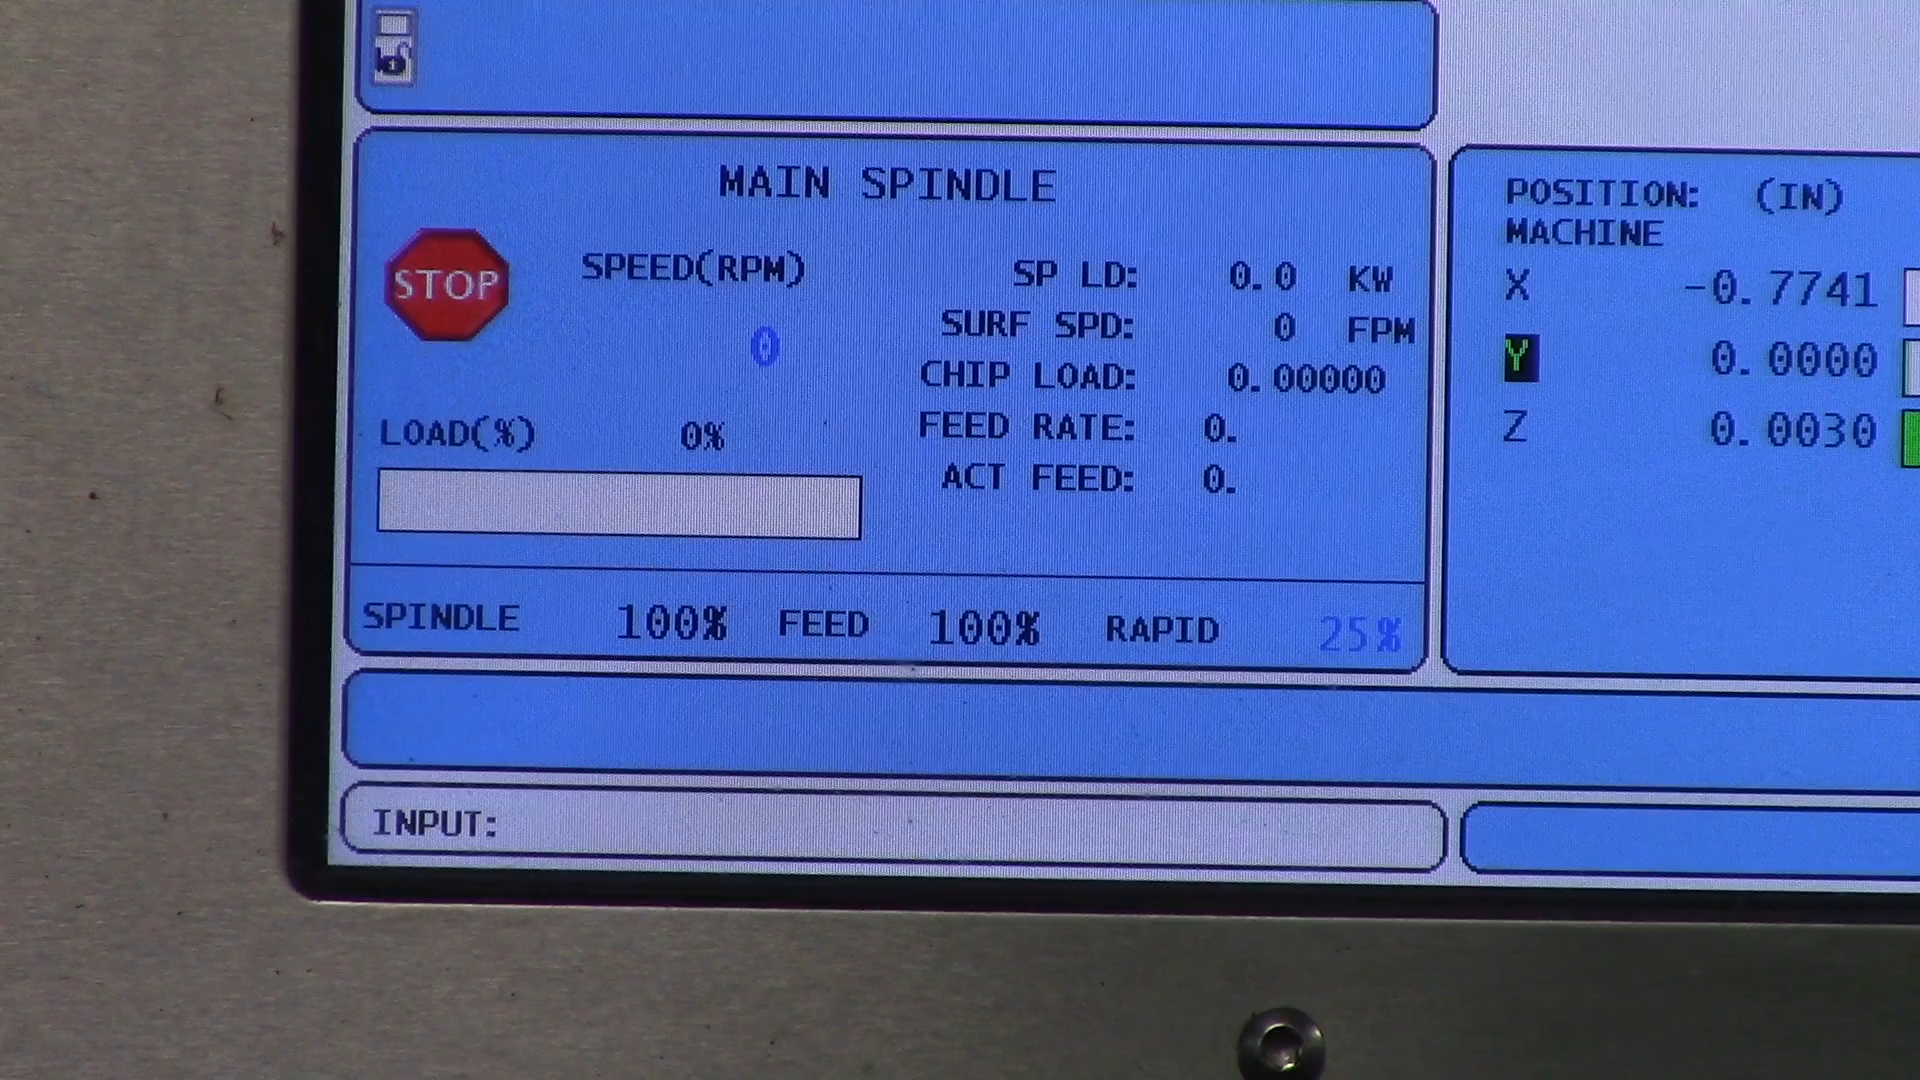 MAIN SPINDLE
STOP
SPEED(RPM)
0
LOAD(%) 0%
SP LD: 0.0 KW
SURF SPD: 0 FPM
CHIP LOAD: 0.00000
FEED RATE: 0.
ACT FEED: 0.
SPINDLE 100% FEED 100% RAPID 25%
POSITION: (IN)
MACHINE
X -0.7741
Y 0.0000
Z 0.0030
INPUT: